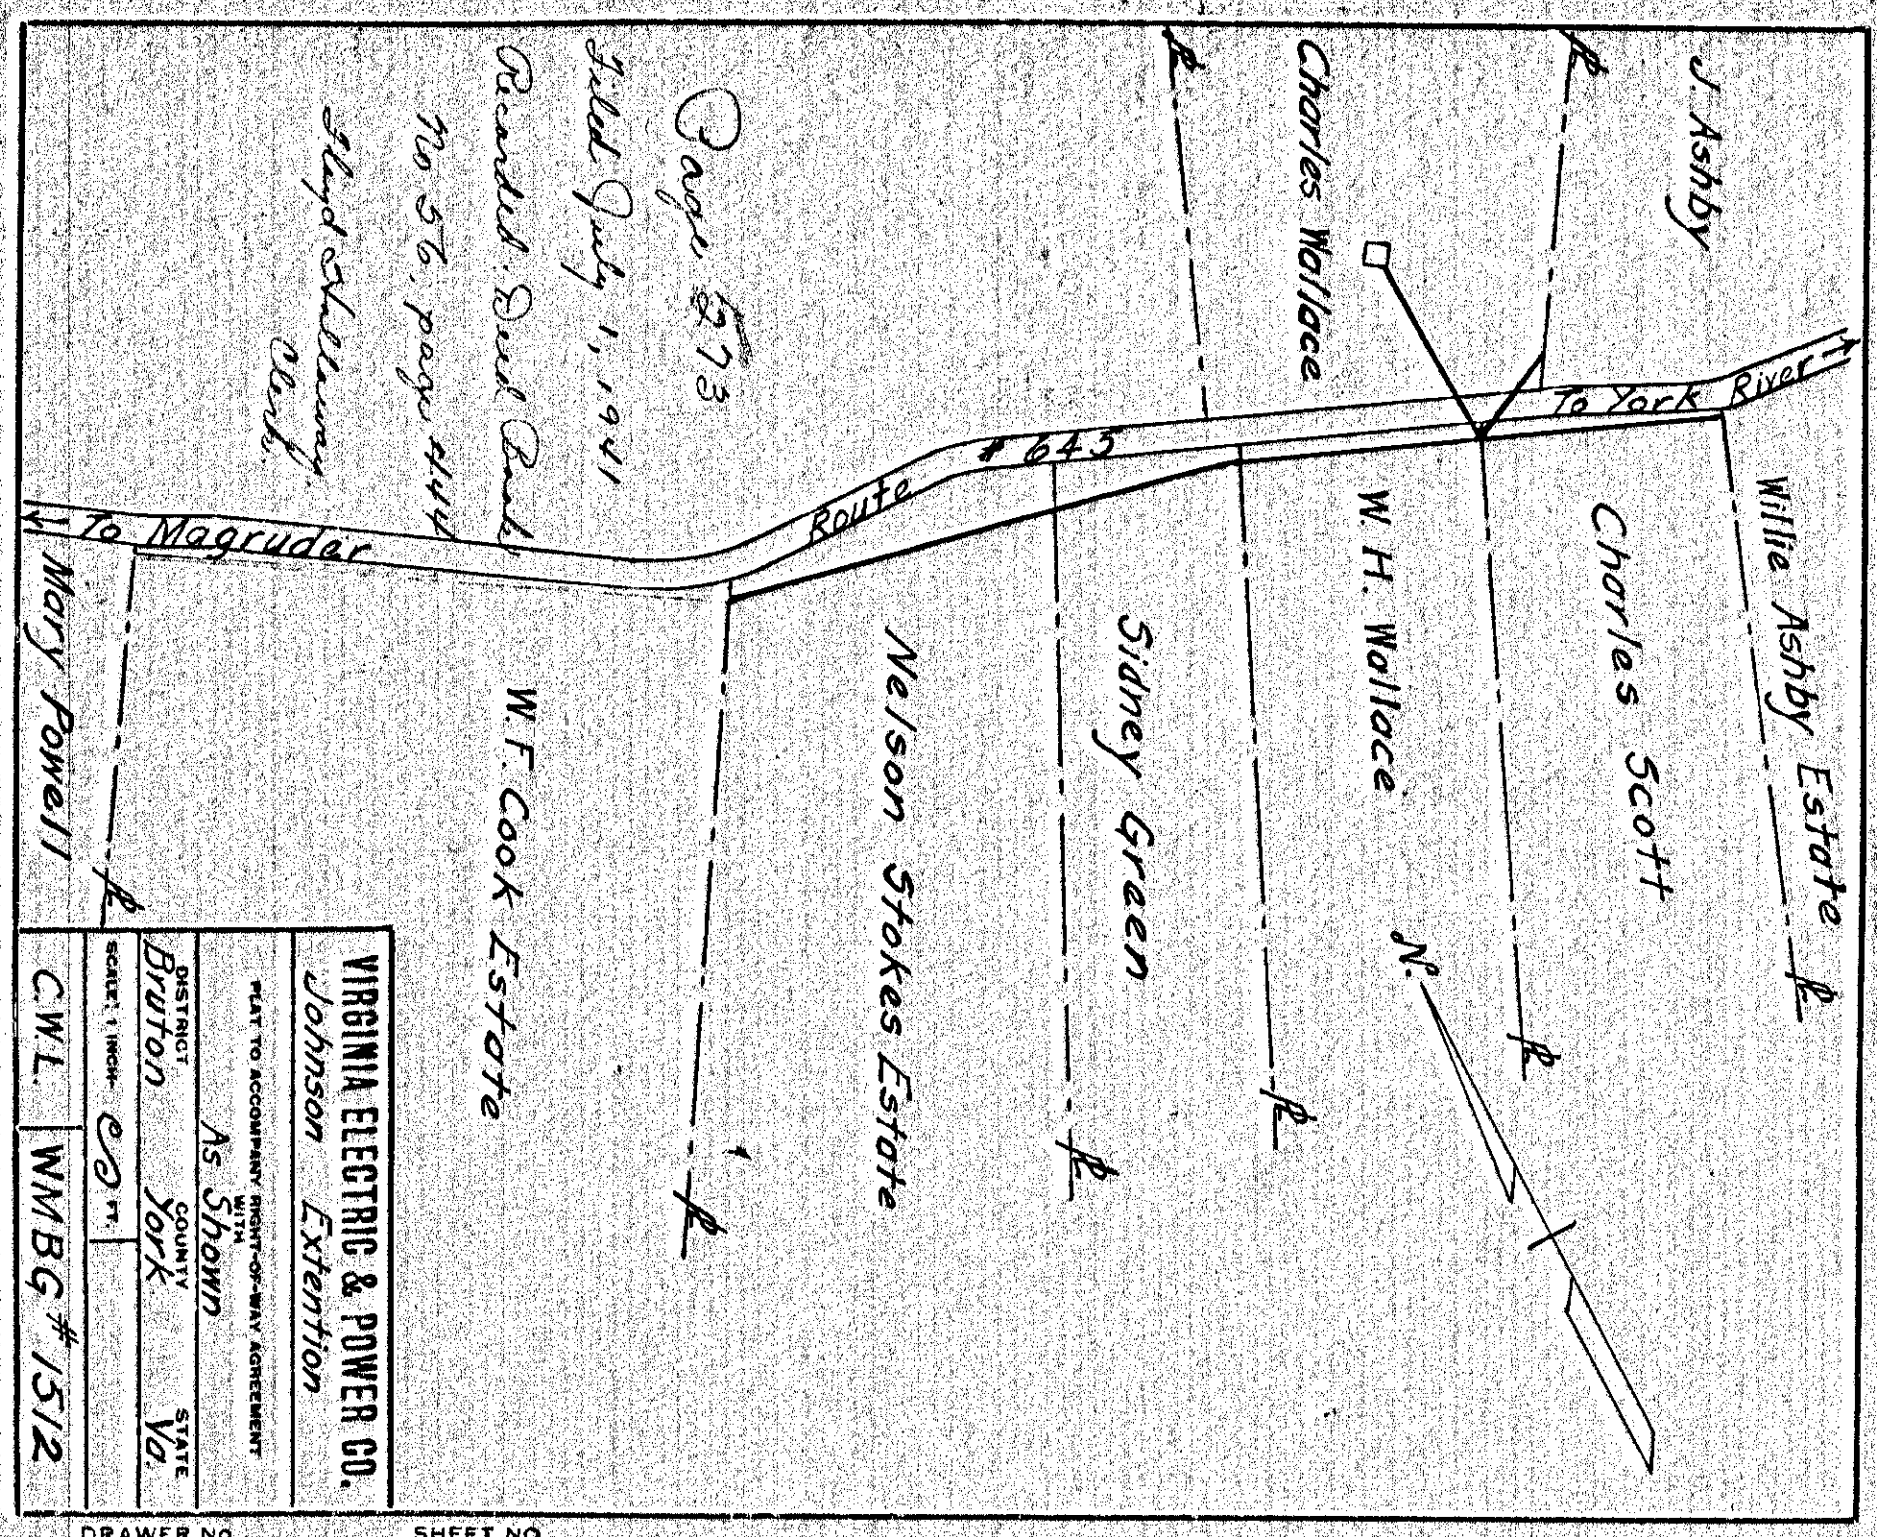 J. Ashby
Willie Ashby Estate
Charles Scott
Charles Wallace
W. H. Wallace
Sidney Green
Nelson Stokes Estate
W. F. Cook Estate
Mary Powell
To York River
Route # 645
To Magruder
N.
Page 273
Filed July 1, 1941
Recorded. Deed Book
No 56, page 444
Floyd Holloway.
Clerk.
VIRGINIA ELECTRIC & POWER CO.
Johnson Extention
PLAT TO ACCOMPANY RIGHT-OF-WAY AGREEMENT
WITH
As Shown
DISTRICT COUNTY STATE
Bruton York Va.
SCALE: 1 INCH- FT.
C.W.L. WMBG # 1512
DRAWER NO.
SHEET NO.